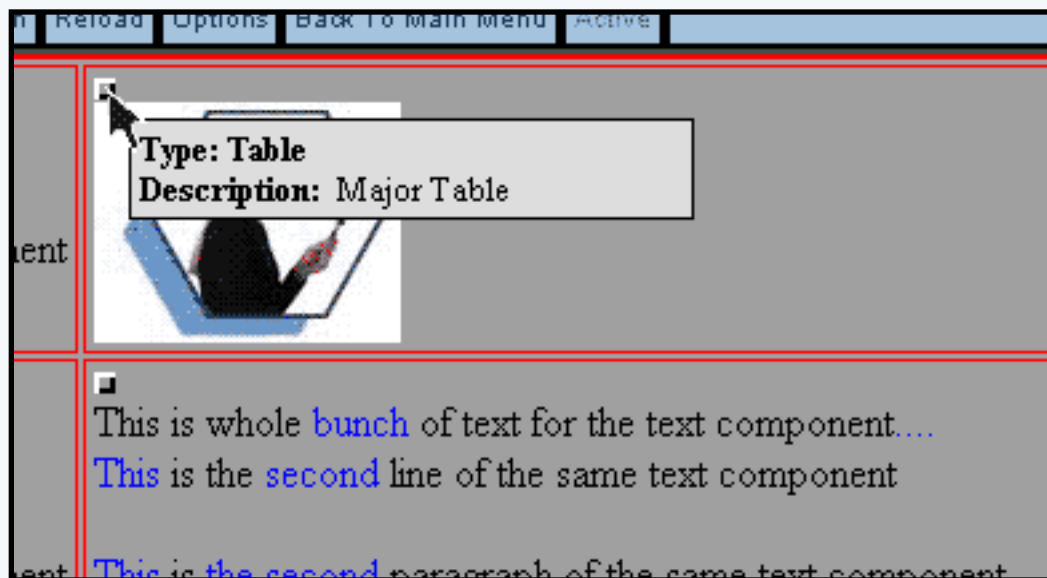 Reload Options Back To Main Menu Active
Type: Table
Description: Major Table
This is whole bunch of text for the text component....
This is the second line of the same text component
This is the second paragraph of the same text component